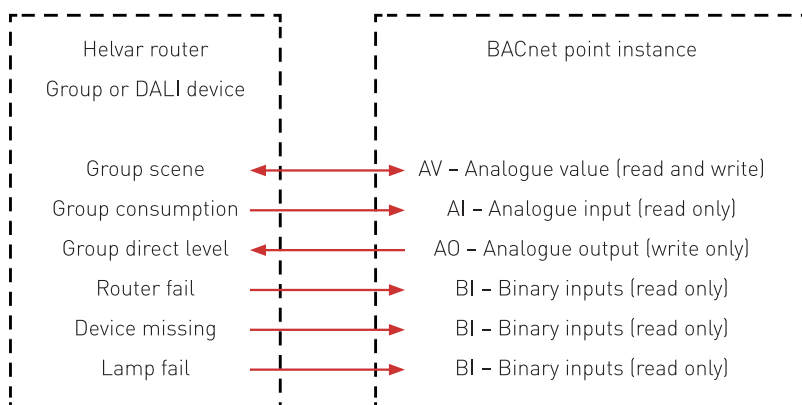 Helvar router
Group or DALI device
BACnet point instance
Group scene
AV – Analogue value (read and write)
Group consumption
AI – Analogue input (read only)
Group direct level
AO – Analogue output (write only)
Router fail
BI – Binary inputs (read only)
Device missing
BI – Binary inputs (read only)
Lamp fail
BI – Binary inputs (read only)